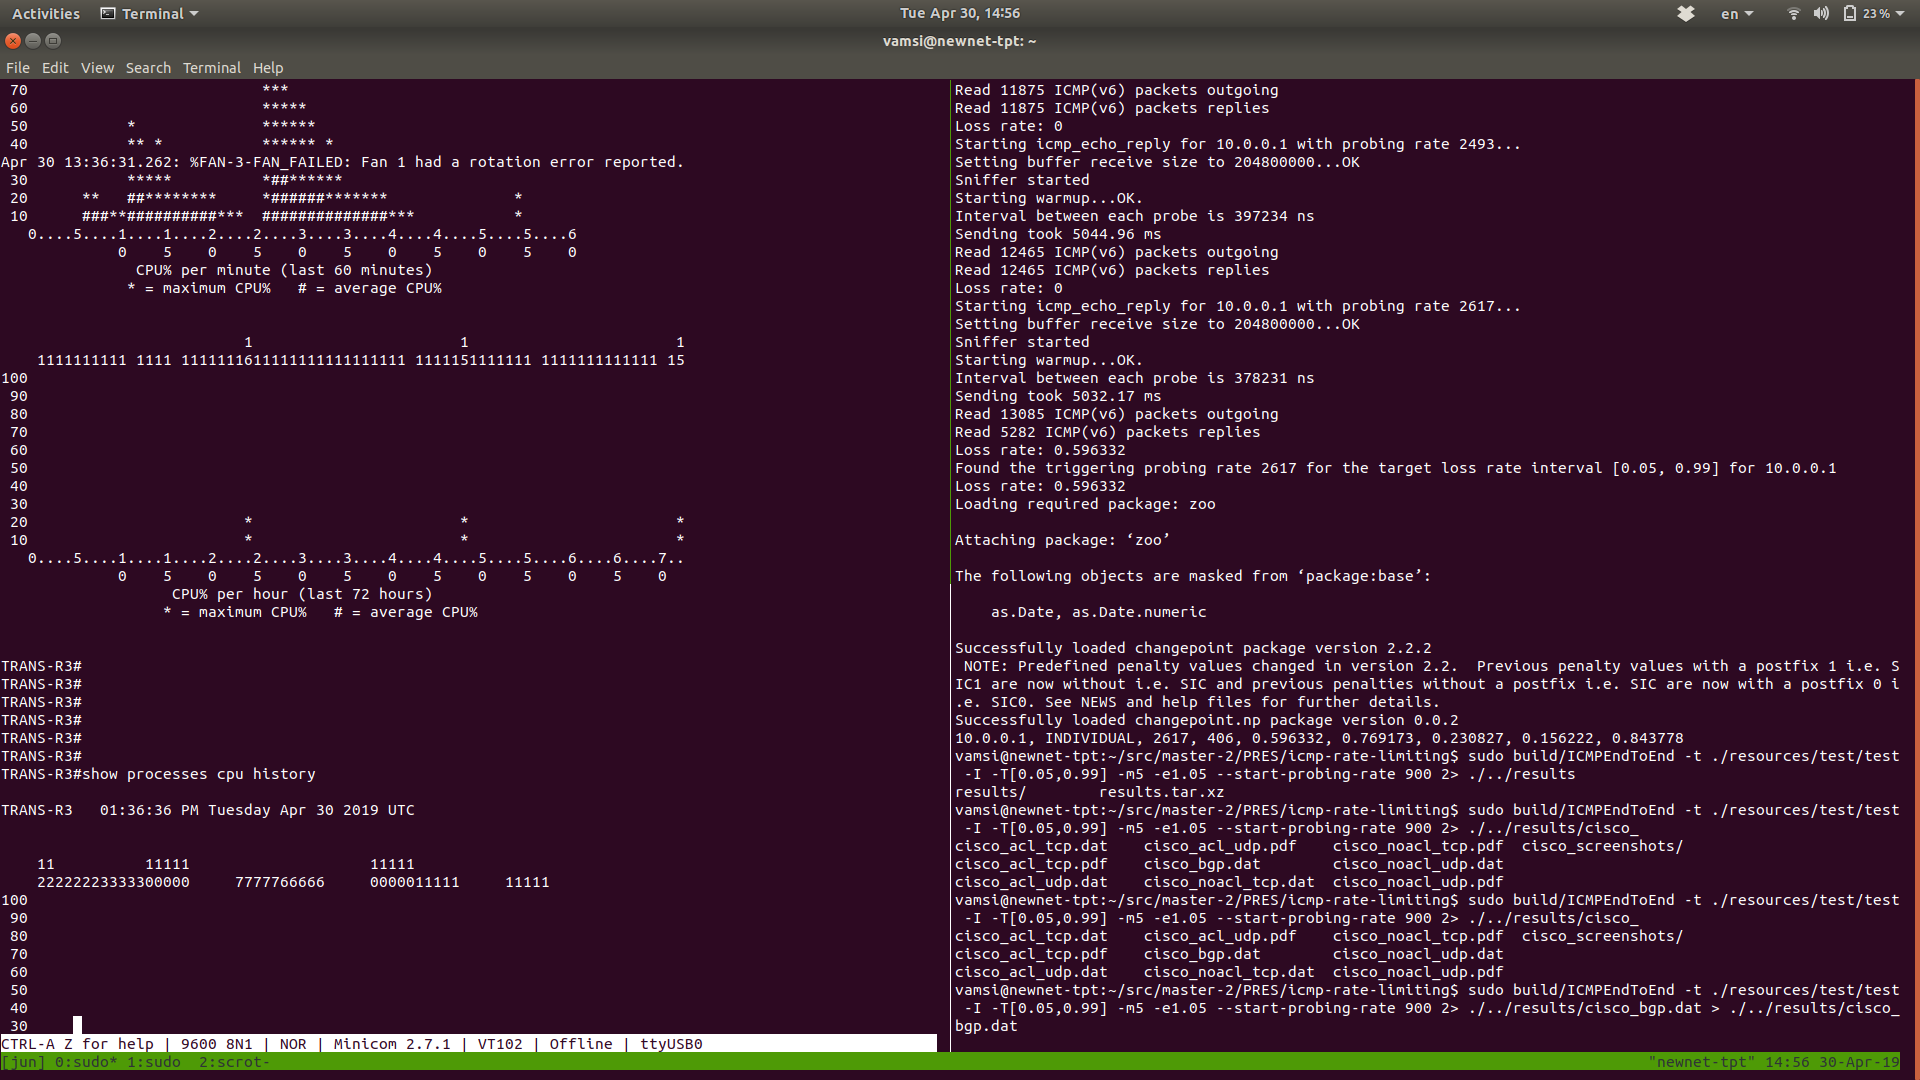 Activities Terminal Tue Apr 30, 14:56 en 23 %
vamsi@newnet-tpt: ~
File Edit View Search Terminal Help
 70                          ***
 60                          *****
 50           *              ******
 40           ** *           ****** *
Apr 30 13:36:31.262: %FAN-3-FAN_FAILED: Fan 1 had a rotation error reported.
 30           *****          *##******
 20      **   ##*********     *######*******              *
 10      ###**##########***  ##############***           *
   0....5....1....1....2....2....3....3....4....4....5....5....6
             0    5    0    5    0    5    0    5    0    5    0
               CPU% per minute (last 60 minutes)
              * = maximum CPU%   # = average CPU%
                           1                       1                       1
    1111111111 1111 11111116111111111111111111 1111151111111 1111111111111 15
100
 90
 80
 70
 60
 50
 40
 30
 20                        *                       *                       *
 10                        *                       *                       *
   0....5....1....1....2....2....3....3....4....4....5....5....6....6....7..
             0    5    0    5    0    5    0    5    0    5    0    5    0
                   CPU% per hour (last 72 hours)
                  * = maximum CPU%   # = average CPU%
TRANS-R3#
TRANS-R3#
TRANS-R3#
TRANS-R3#
TRANS-R3#
TRANS-R3#
TRANS-R3#show processes cpu history
TRANS-R3   01:36:36 PM Tuesday Apr 30 2019 UTC
    11          11111                    11111
    22222223333300000     7777766666     0000011111     11111
100
 90
 80
 70
 60
 50
 40
 30
CTRL-A Z for help | 9600 8N1 | NOR | Minicom 2.7.1 | VT102 | Offline | ttyUSB0
Read 11875 ICMP(v6) packets outgoing
Read 11875 ICMP(v6) packets replies
Loss rate: 0
Starting icmp_echo_reply for 10.0.0.1 with probing rate 2493...
Setting buffer receive size to 204800000...OK
Sniffer started
Starting warmup...OK.
Interval between each probe is 397234 ns
Sending took 5044.96 ms
Read 12465 ICMP(v6) packets outgoing
Read 12465 ICMP(v6) packets replies
Loss rate: 0
Starting icmp_echo_reply for 10.0.0.1 with probing rate 2617...
Setting buffer receive size to 204800000...OK
Sniffer started
Starting warmup...OK.
Interval between each probe is 378231 ns
Sending took 5032.17 ms
Read 13085 ICMP(v6) packets outgoing
Read 5282 ICMP(v6) packets replies
Loss rate: 0.596332
Found the triggering probing rate 2617 for the target loss rate interval [0.05, 0.99] for 10.0.0.1
Loss rate: 0.596332
Loading required package: zoo
Attaching package: ‘zoo’
The following objects are masked from ‘package:base’:
    as.Date, as.Date.numeric
Successfully loaded changepoint package version 2.2.2
 NOTE: Predefined penalty values changed in version 2.2.  Previous penalty values with a postfix 1 i.e. S
IC1 are now without i.e. SIC and previous penalties without a postfix i.e. SIC are now with a postfix 0 i
.e. SIC0. See NEWS and help files for further details.
Successfully loaded changepoint.np package version 0.0.2
10.0.0.1, INDIVIDUAL, 2617, 406, 0.596332, 0.769173, 0.230827, 0.156222, 0.843778
vamsi@newnet-tpt:~/src/master-2/PRES/icmp-rate-limiting$ sudo build/ICMPEndToEnd -t ./resources/test/test
 -I -T[0.05,0.99] -m5 -e1.05 --start-probing-rate 900 2> ./../results
results/        results.tar.xz
vamsi@newnet-tpt:~/src/master-2/PRES/icmp-rate-limiting$ sudo build/ICMPEndToEnd -t ./resources/test/test
 -I -T[0.05,0.99] -m5 -e1.05 --start-probing-rate 900 2> ./../results/cisco_
cisco_acl_tcp.dat    cisco_acl_udp.pdf    cisco_noacl_tcp.pdf  cisco_screenshots/
cisco_acl_tcp.pdf    cisco_bgp.dat        cisco_noacl_udp.dat
cisco_acl_udp.dat    cisco_noacl_tcp.dat  cisco_noacl_udp.pdf
vamsi@newnet-tpt:~/src/master-2/PRES/icmp-rate-limiting$ sudo build/ICMPEndToEnd -t ./resources/test/test
 -I -T[0.05,0.99] -m5 -e1.05 --start-probing-rate 900 2> ./../results/cisco_
cisco_acl_tcp.dat    cisco_acl_udp.pdf    cisco_noacl_tcp.pdf  cisco_screenshots/
cisco_acl_tcp.pdf    cisco_bgp.dat        cisco_noacl_udp.dat
cisco_acl_udp.dat    cisco_noacl_tcp.dat  cisco_noacl_udp.pdf
vamsi@newnet-tpt:~/src/master-2/PRES/icmp-rate-limiting$ sudo build/ICMPEndToEnd -t ./resources/test/test
 -I -T[0.05,0.99] -m5 -e1.05 --start-probing-rate 900 2> ./../results/cisco_bgp.dat > ./../results/cisco_
bgp.dat
[jun] 0:sudo* 1:sudo  2:scrot- "newnet-tpt" 14:56 30-Apr-19